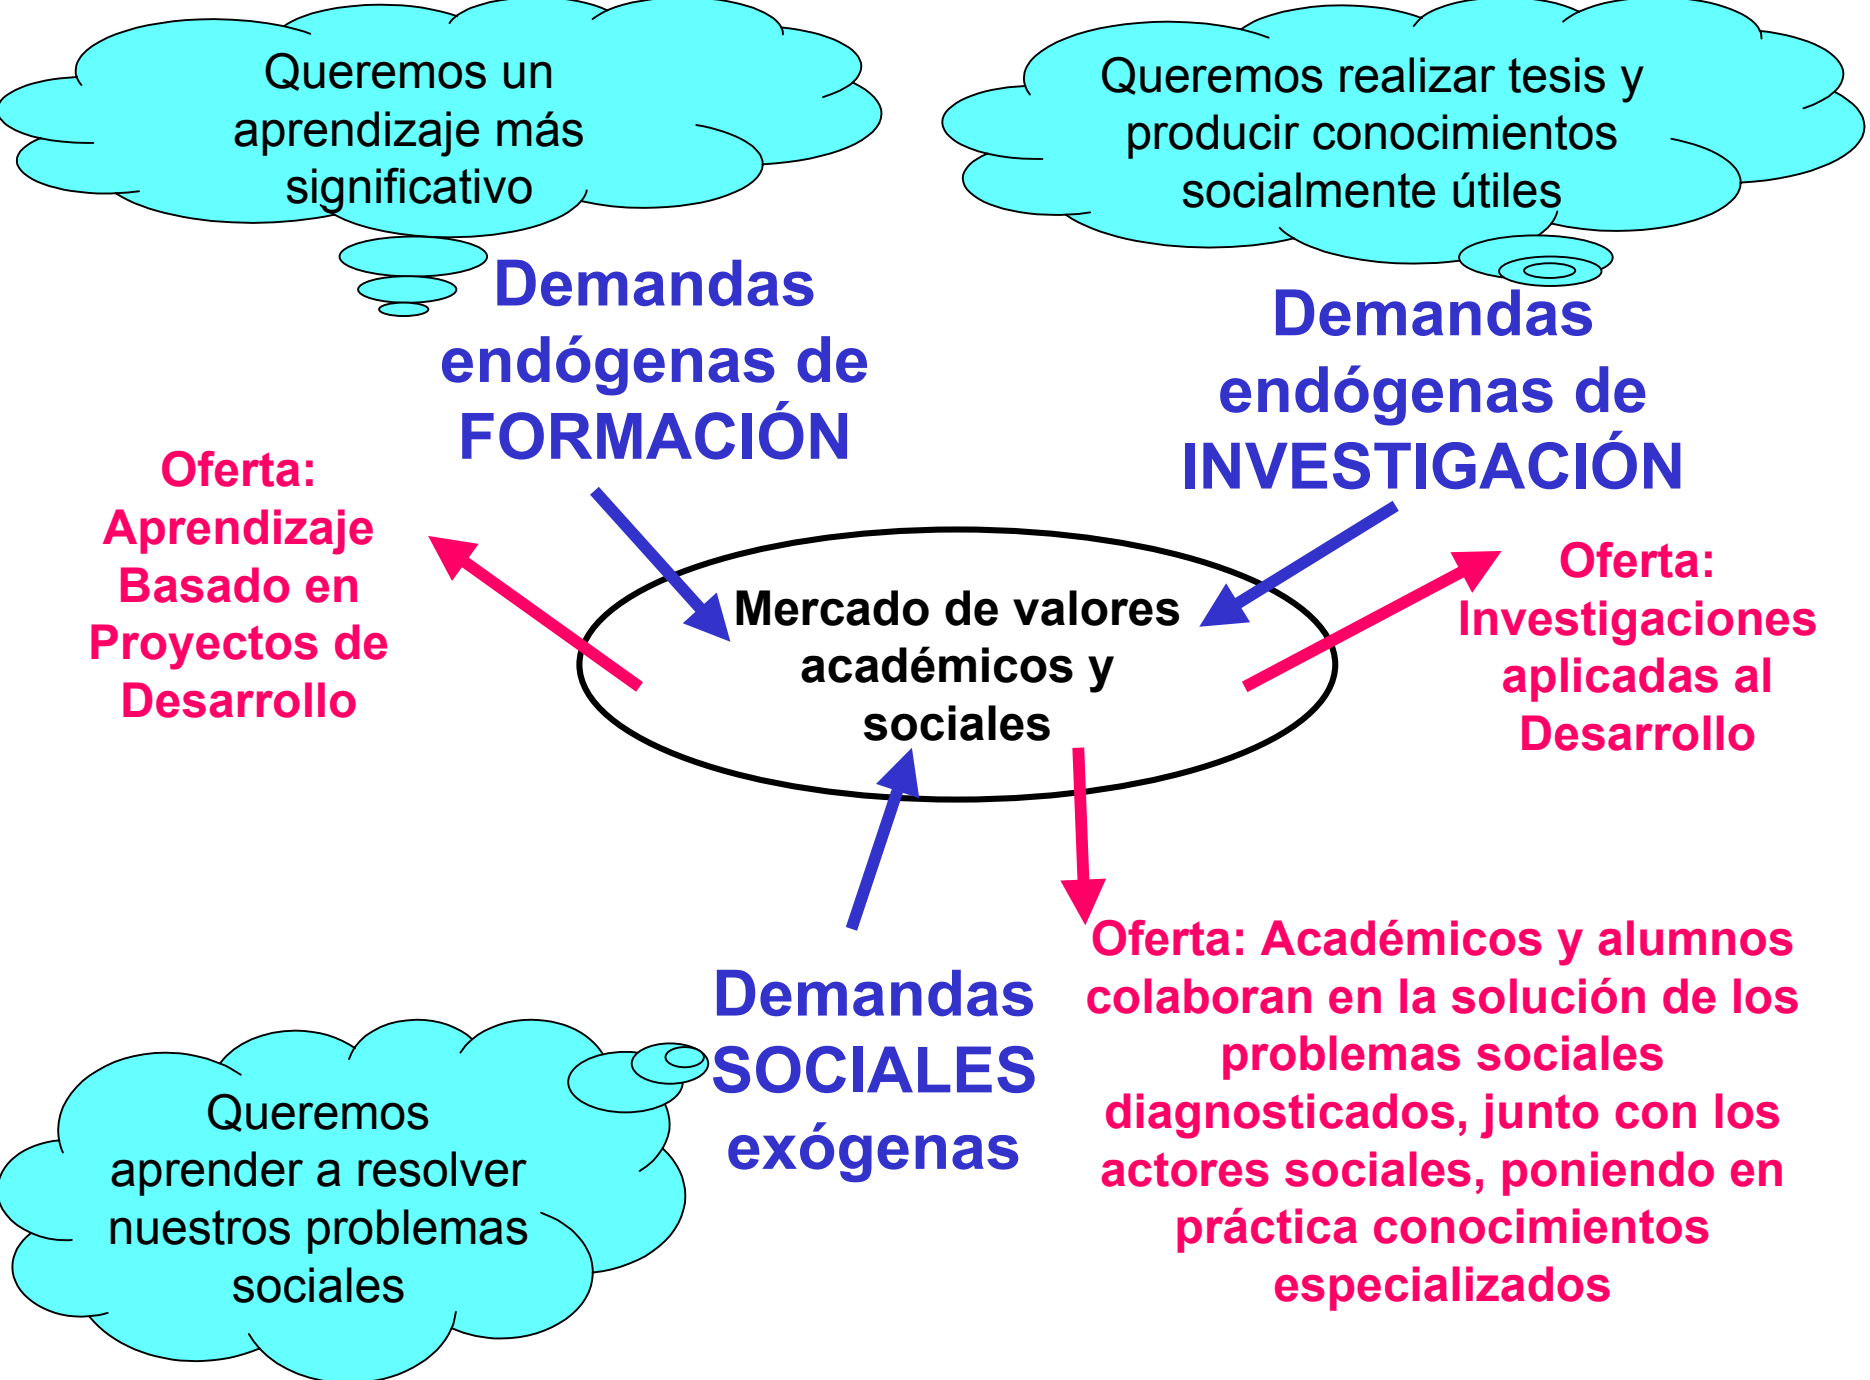 Queremos un
aprendizaje más
significativo
Queremos realizar tesis y
producir conocimientos
socialmente útiles
Demandas
endógenas de
FORMACIÓN
Demandas
endógenas de
INVESTIGACIÓN
Oferta:
Aprendizaje
Basado en
Proyectos de
Desarrollo
Mercado de valores
académicos y
sociales
Oferta:
Investigaciones
aplicadas al
Desarrollo
Demandas
SOCIALES
exógenas
Oferta: Académicos y alumnos
colaboran en la solución de los
problemas sociales
diagnosticados, junto con los
actores sociales, poniendo en
práctica conocimientos
especializados
Queremos
aprender a resolver
nuestros problemas
sociales